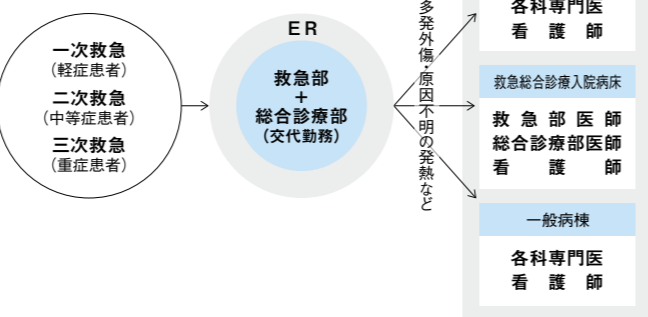 一次救急
（軽症患者）
二次救急
（中等症患者）
三次救急
（重症患者）
ER
救急部
+
総合診療部
（交代勤務）
多発外傷・原因不明の発熱など
各科専門医
看護師
救急総合診療入院病床
救急部医師
総合診療部医師
看護師
一般病棟
各科専門医
看護師